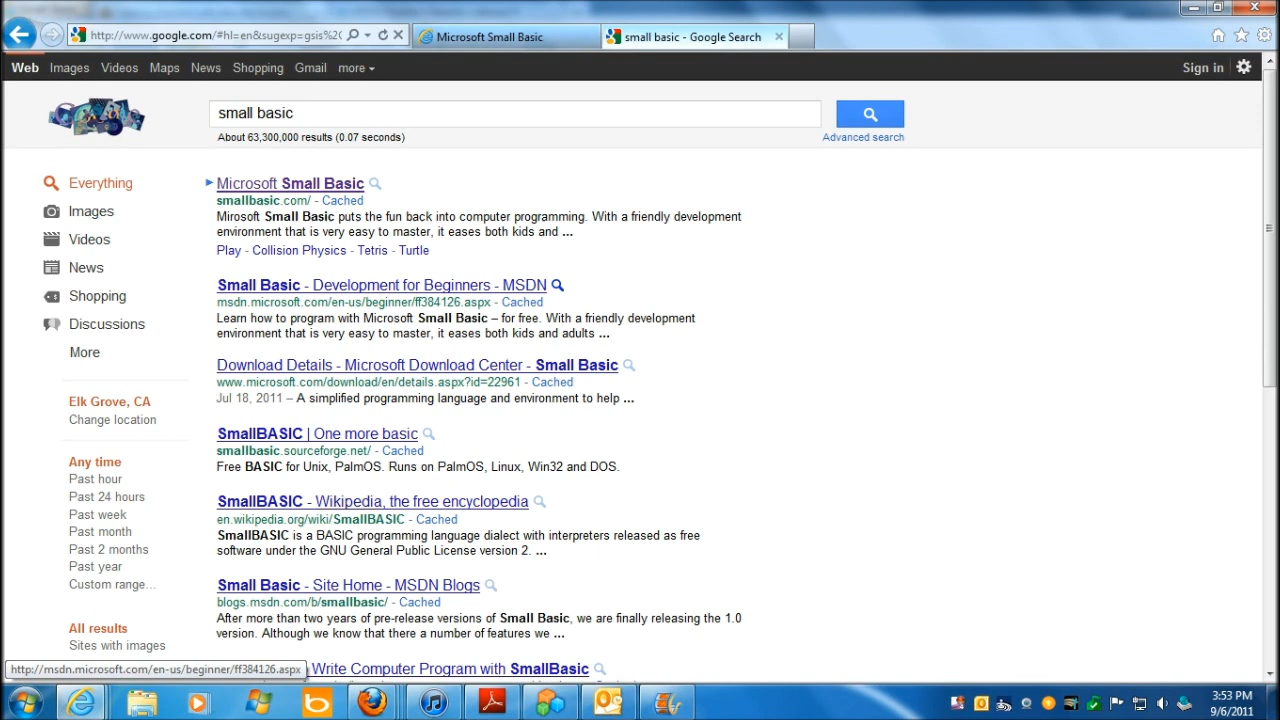 http://www.google.com/#hl=en&sugexp=gsis%2C
Microsoft Small Basic
small basic - Google Search
Web Images Videos Maps News Shopping Gmail more
Sign in
small basic
About 63,300,000 results (0.07 seconds)
Advanced search
Everything
Images
Videos
News
Shopping
Discussions
More
Elk Grove, CA
Change location
Any time
Past hour
Past 24 hours
Past week
Past month
Past 2 months
Past year
Custom range...
All results
Sites with images
Microsoft Small Basic
smallbasic.com/ - Cached
Mirosoft Small Basic puts the fun back into computer programming. With a friendly development
environment that is very easy to master, it eases both kids and ...
Play - Collision Physics - Tetris - Turtle
Small Basic - Development for Beginners - MSDN
msdn.microsoft.com/en-us/beginner/ff384126.aspx - Cached
Learn how to program with Microsoft Small Basic – for free. With a friendly development
environment that is very easy to master, it eases both kids and adults ...
Download Details - Microsoft Download Center - Small Basic
www.microsoft.com/download/en/details.aspx?id=22961 - Cached
Jul 18, 2011 – A simplified programming language and environment to help ...
SmallBASIC | One more basic
smallbasic.sourceforge.net/ - Cached
Free BASIC for Unix, PalmOS. Runs on PalmOS, Linux, Win32 and DOS.
SmallBASIC - Wikipedia, the free encyclopedia
en.wikipedia.org/wiki/SmallBASIC - Cached
SmallBASIC is a BASIC programming language dialect with interpreters released as free
software under the GNU General Public License version 2. ...
Small Basic - Site Home - MSDN Blogs
blogs.msdn.com/b/smallbasic/ - Cached
After more than two years of pre-release versions of Small Basic, we are finally releasing the 1.0
version. Although we know that there a number of features we ...
Write Computer Program with SmallBasic
http://msdn.microsoft.com/en-us/beginner/ff384126.aspx
3:53 PM
9/6/2011